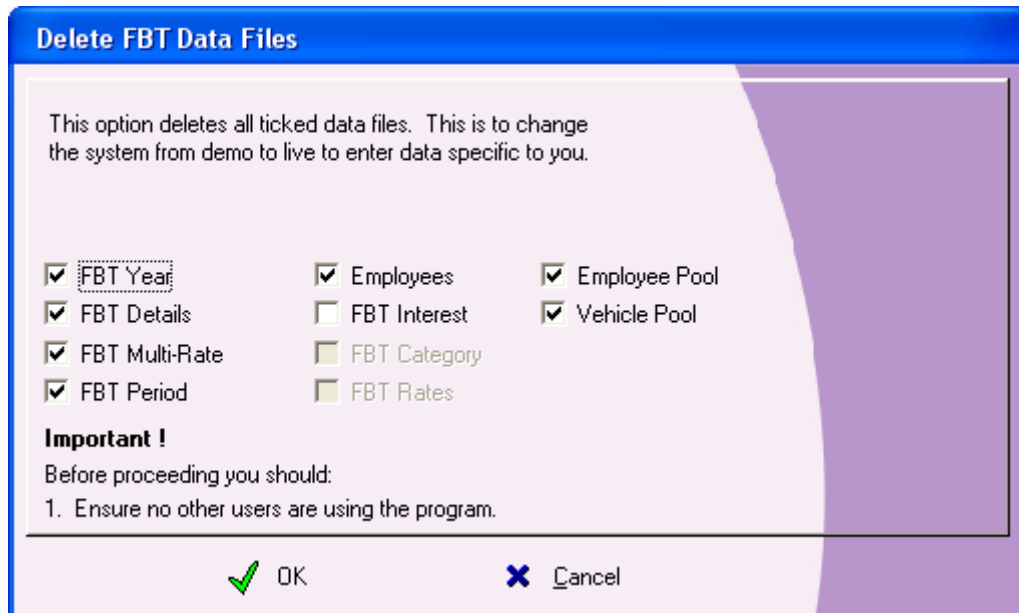 Delete FBT Data Files
This option deletes all ticked data files.  This is to change
the system from demo to live to enter data specific to you.
FBT Year Employees Employee Pool
FBT Details FBT Interest Vehicle Pool
FBT Multi-Rate FBT Category
FBT Period FBT Rates
Important !
Before proceeding you should:
1.  Ensure no other users are using the program.
OK Cancel